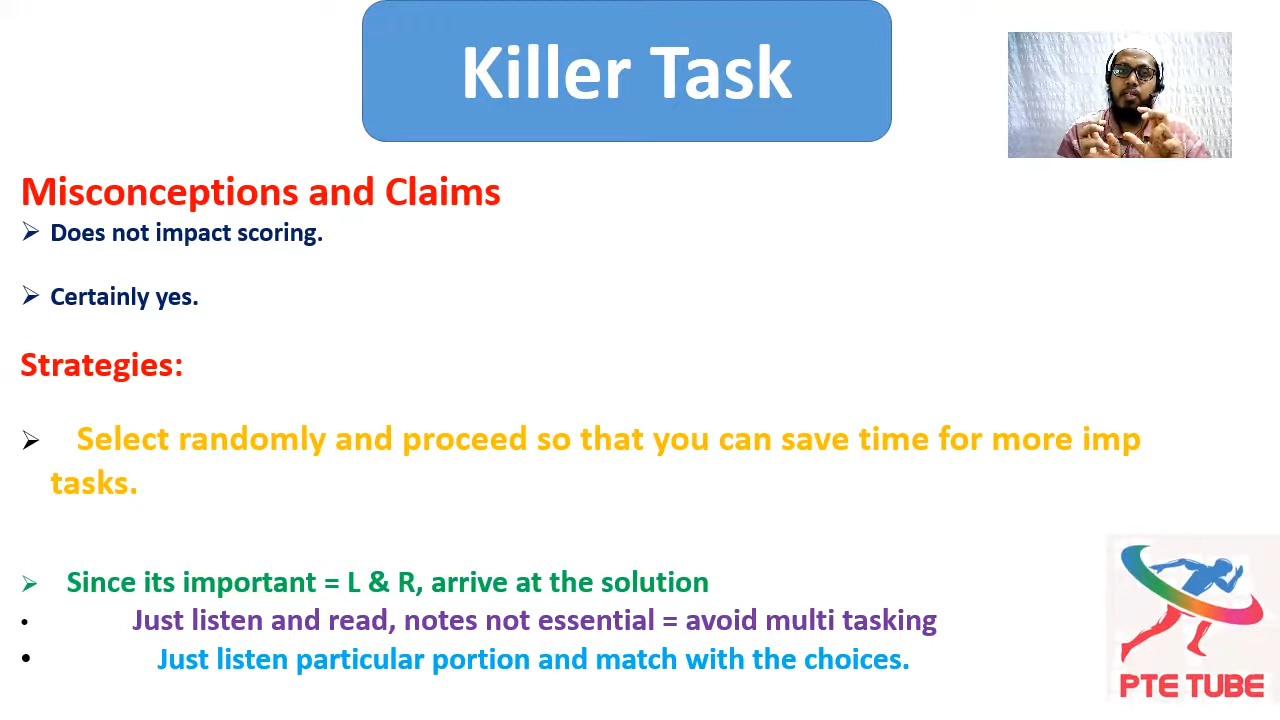 Killer Task
Misconceptions and Claims
Does not impact scoring.
Certainly yes.
Strategies:
Select randomly and proceed so that you can save time for more imp
tasks.
Since its important = L & R, arrive at the solution
Just listen and read, notes not essential = avoid multi tasking
Just listen particular portion and match with the choices.
PTE TUBE